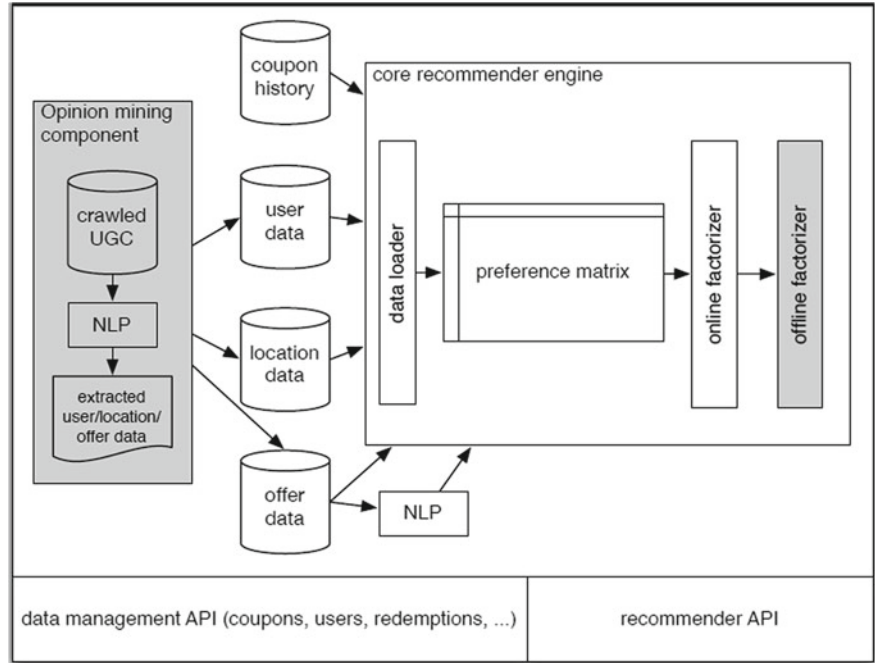 coupon
history
core recommender engine
Opinion mining
component
crawled
UGC
NLP
extracted
user/location/
offer data
user
data
location
data
offer
data
NLP
data loader
preference matrix
online factorizer
offline factorizer
data management API (coupons, users, redemptions, ...)
recommender API